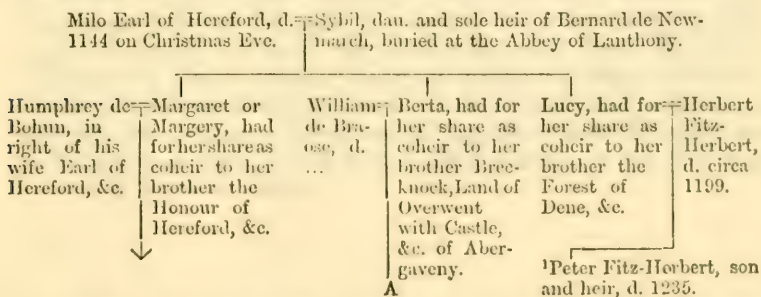 Milo Earl of Hereford, d.
1144 on Christmas Eve.
Sybil, dau. and sole heir of Bernard de New-
march, buried at the Abbey of Lanthony.
Humphrey de
Bohun, in
right of his
wife Earl of
Hereford, &c.
Margaret or
Margery, had
for her share as
coheir to her
brother the
Honour of
Hereford, &c.
William
de Bra-
ose, d.
...
Berta, had for
her share as
coheir to her
brother Brec-
knock, Land of
Overwent
with Castle,
&c. of Aber-
gaveny.
A
Lucy, had for
her share as
coheir to her
brother the
Forest of
Dene, &c.
Herbert
Fitz-
Herbert,
d. circa
1199.
¹Peter Fitz-Herbert, son
and heir, d. 1235.